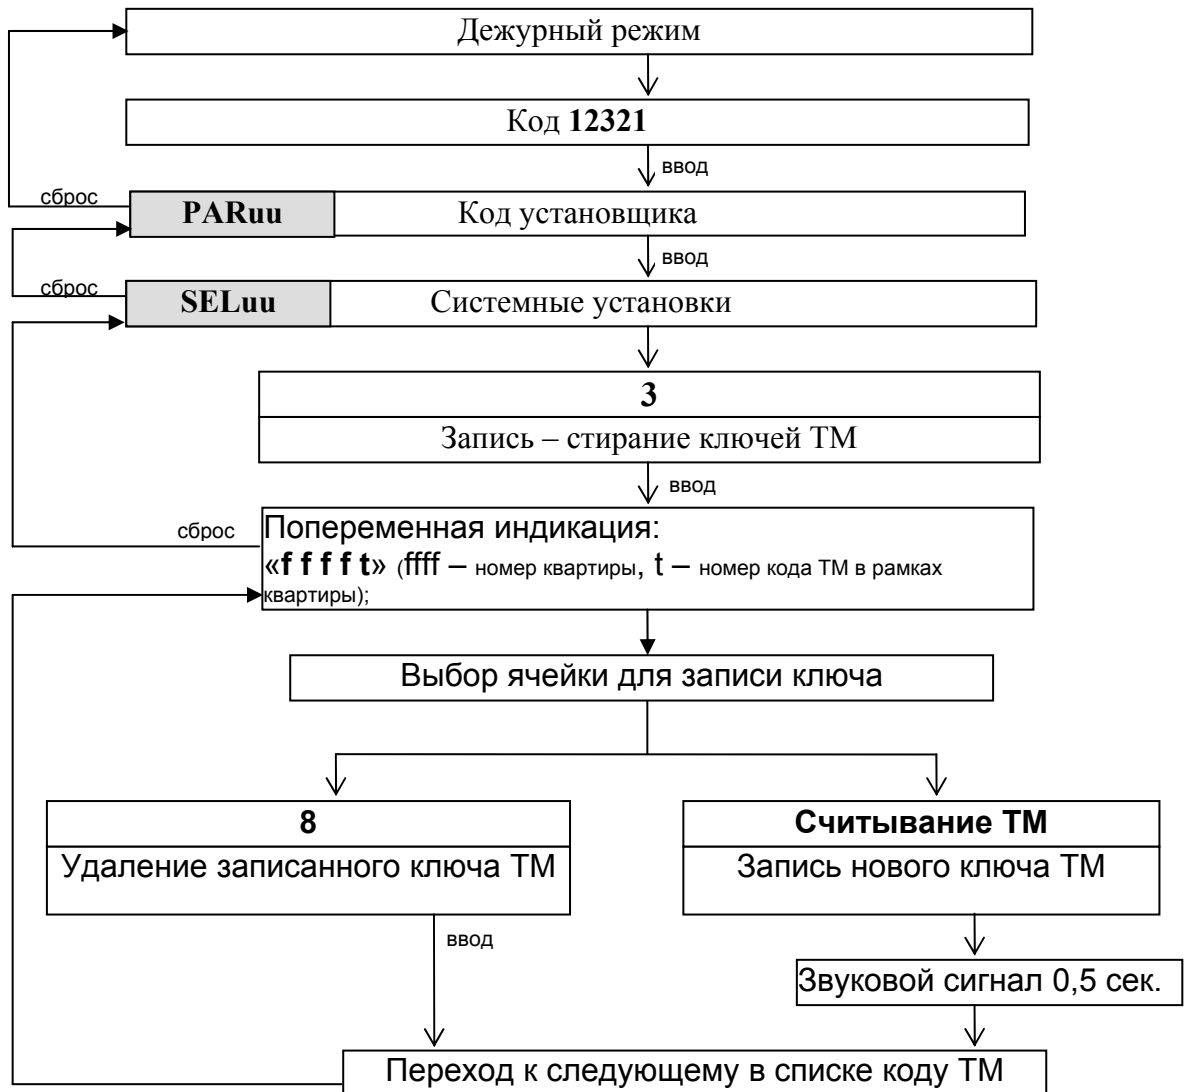 Дежурный режим
Код 12321
ввод
сброс
PARuu Код установщика
ввод
сброс
SELuu Системные установки
3
Запись – стирание ключей ТМ
ввод
сброс
Попеременная индикация:
«f f f f t» (ffff – номер квартиры, t – номер кода ТМ в рамках
квартиры);
Выбор ячейки для записи ключа
8
Удаление записанного ключа ТМ
ввод
Считывание ТМ
Запись нового ключа ТМ
Звуковой сигнал 0,5 сек.
Переход к следующему в списке коду ТМ